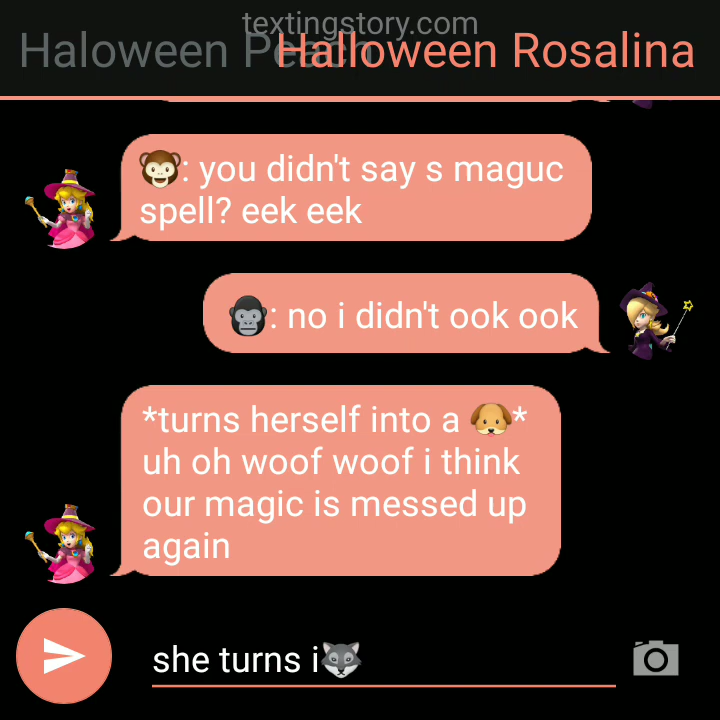 textingstory.com
Haloween Peach
Halloween Rosalina
🐵: you didn't say s maguc
spell? eek eek
🦍: no i didn't ook ook
*turns herself into a 🐶*
uh oh woof woof i think
our magic is messed up
again
she turns i🐺